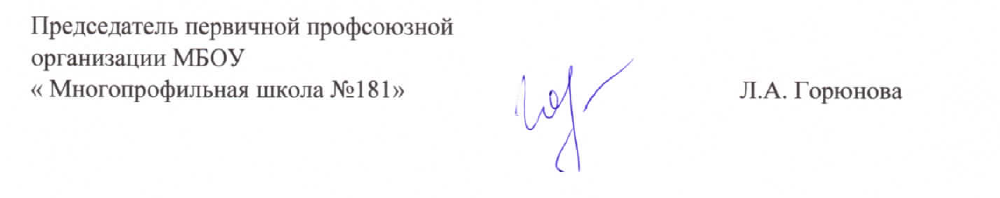 Председатель первичной профсоюзной
организации МБОУ
« Многопрофильная школа №181» Л.А. Горюнова